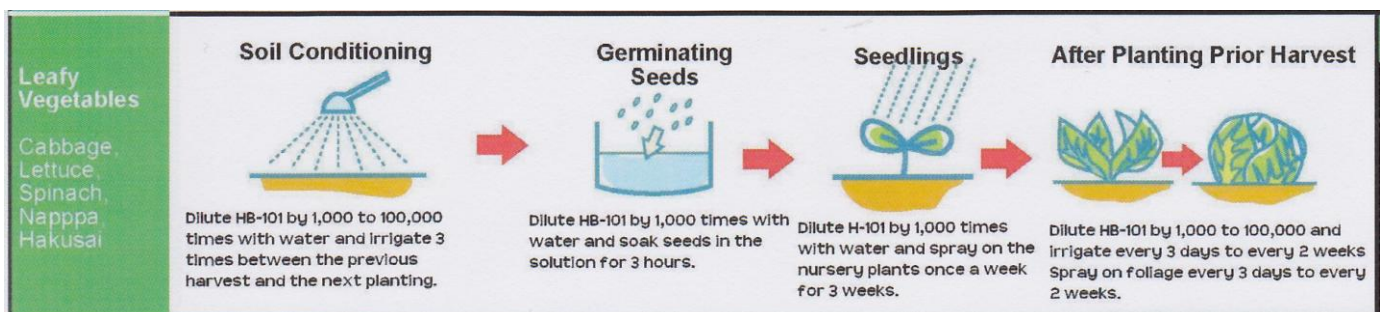 Leafy
Vegetables
Cabbage,
Lettuce,
Spinach,
Napppa,
Hakusai
Soil Conditioning
Dilute HB-101 by 1,000 to 100,000
times with water and irrigate 3
times between the previous
harvest and the next planting.
Germinating
Seeds
Dilute HB-101 by 1,000 times with
water and soak seeds in the
solution for 3 hours.
Seedlings
Dilute H-101 by 1,000 times
with water and spray on the
nursery plants once a week
for 3 weeks.
After Planting Prior Harvest
Dilute HB-101 by 1,000 to 100,000 and
irrigate every 3 days to every 2 weeks
Spray on foliage every 3 days to every
2 weeks.